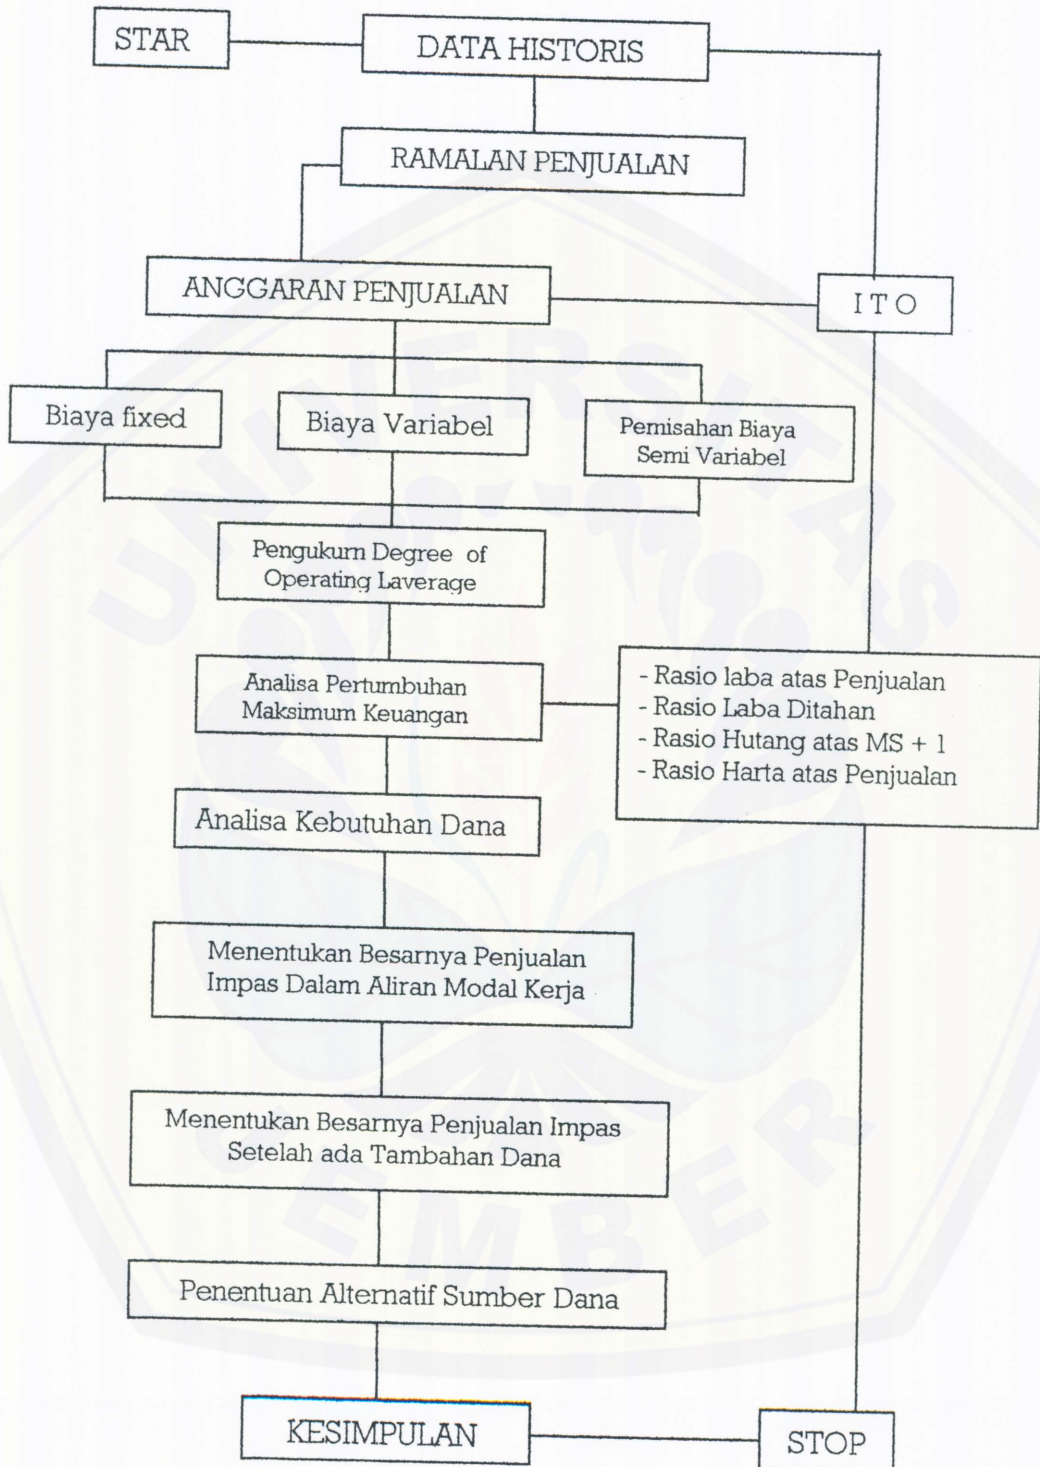 STAR
DATA HISTORIS
RAMALAN PENJUALAN
ANGGARAN PENJUALAN
I T O
Biaya fixed
Biaya Variabel
Pemisahan Biaya
Semi Variabel
Pengukurn Degree of
Operating Laverage
Analisa Pertumbuhan
Maksimum Keuangan
- Rasio laba atas Penjualan
- Rasio Laba Ditahan
- Rasio Hutang atas MS + 1
- Rasio Harta atas Penjualan
Analisa Kebutuhan Dana
Menentukan Besarnya Penjualan
Impas Dalam Aliran Modal Kerja
Menentukan Besarnya Penjualan Impas
Setelah ada Tambahan Dana
Penentuan Alternatif Sumber Dana
KESIMPULAN
STOP
UNIVERSITAS
JEMBER